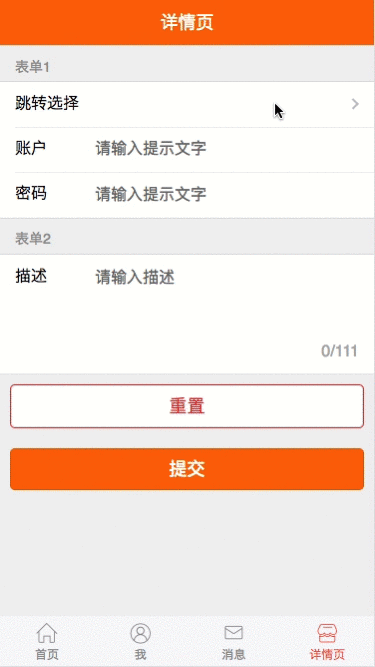 详情页
表单1
跳转选择
账户 请输入提示文字
密码 请输入提示文字
表单2
描述 请输入描述
0/111
重置
提交
首页 我 消息 详情页